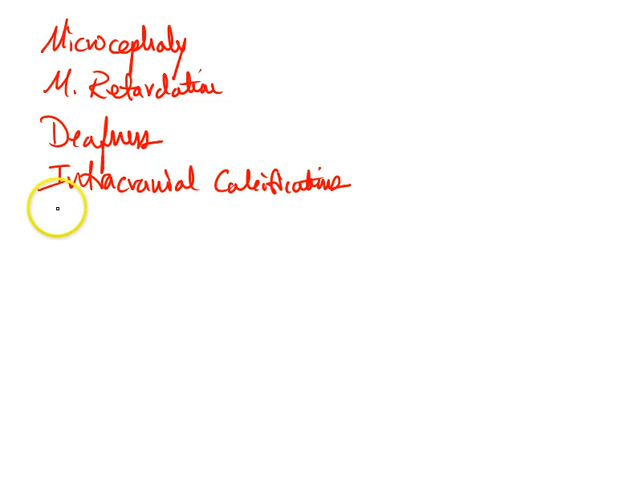 Microcephaly
M. Retardation
Deafness
Intracranial Calcifications